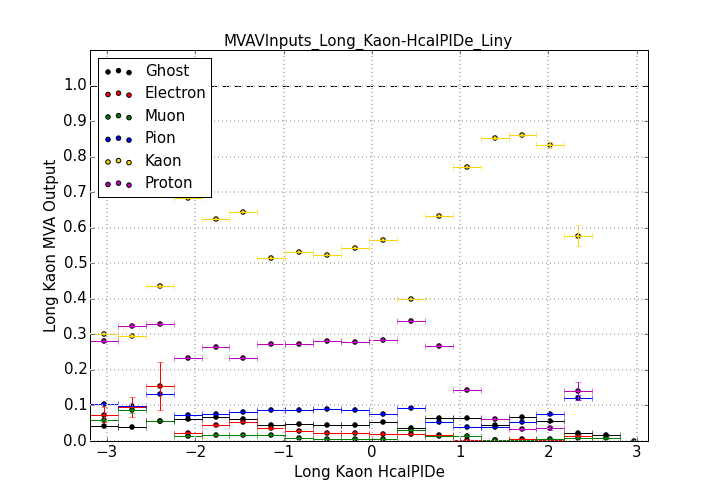 MVAVInputs_Long_Kaon-HcalPIDe_Liny
Ghost
Electron
Muon
Pion
Kaon
Proton
1.0
0.9
0.8
0.7
0.6
0.5
0.4
0.3
0.2
0.1
0.0
Long Kaon MVA Output
−3 −2 −1 0 1 2 3
Long Kaon HcalPIDe